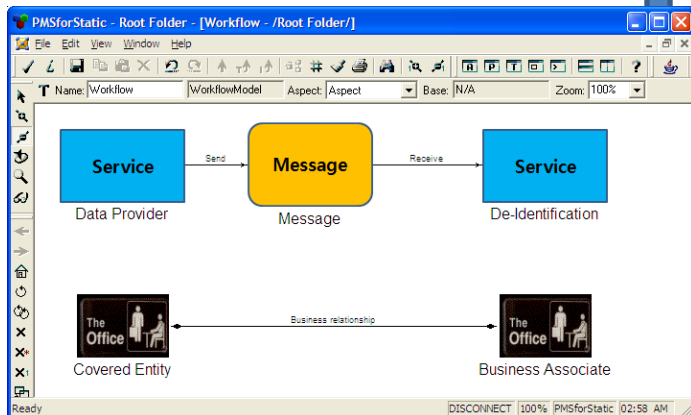 PMSforStatic - Root Folder - [Workflow - /Root Folder/]
File Edit View Window Help
A P T
Name: Workflow WorkflowModel Aspect: Aspect Base: N/A Zoom: 100%
Service Send Message Receive Service
Data Provider Message De-Identification
The Office Business relationship The Office
Covered Entity Business Associate
Ready DISCONNECT 100% PMSforStatic 02:58 AM